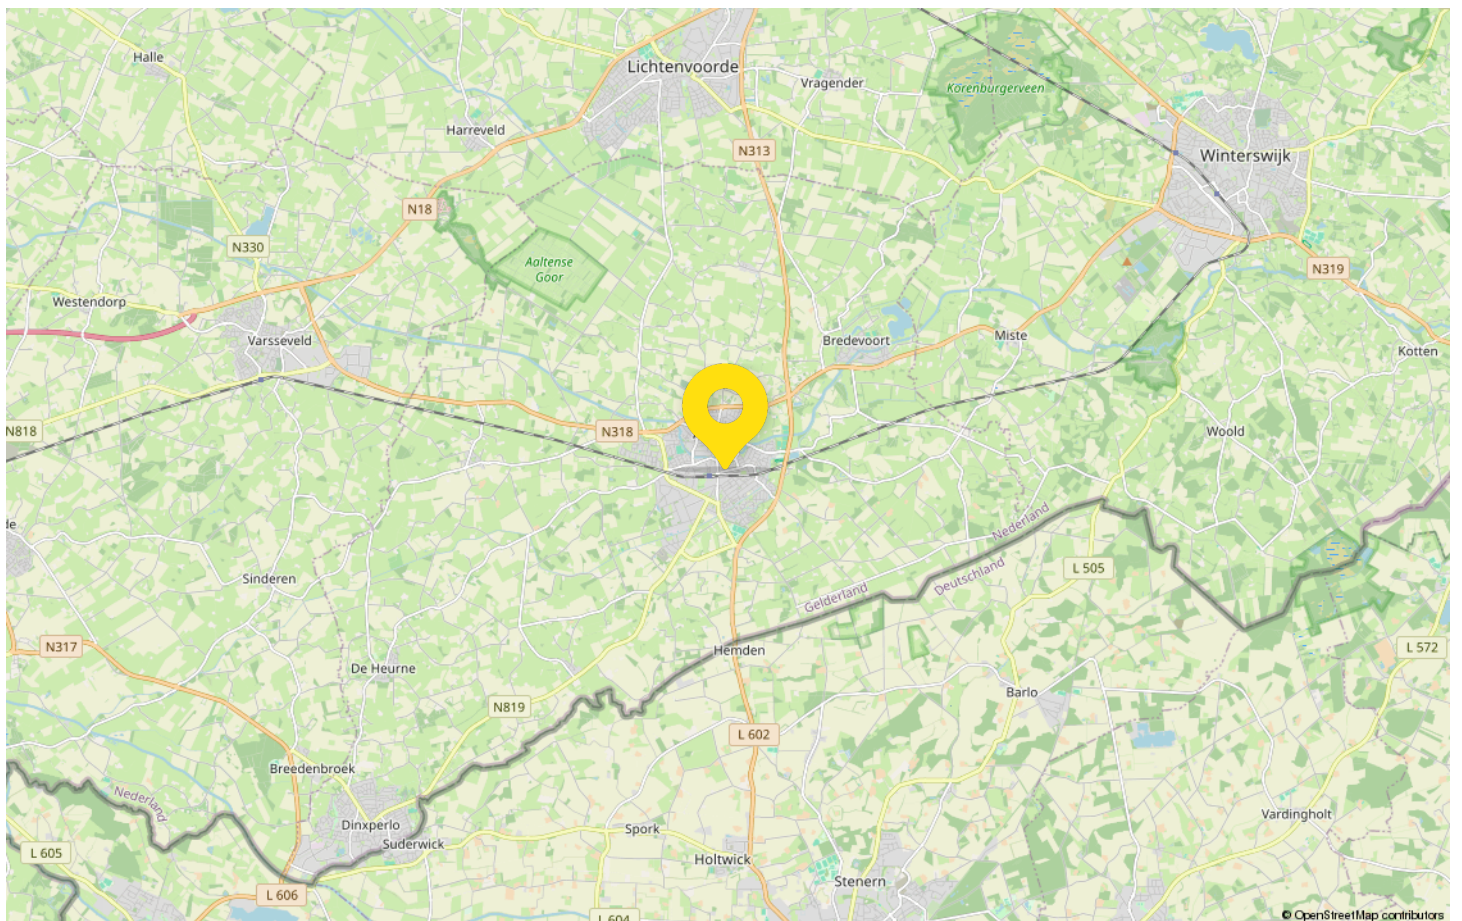 Halle
Lichtenvoorde
Vragender
Korenburgerveen
Harreveld
N313
Winterswijk
N18
N330
Aaltense
Goor
N319
Westendorp
Varsseveld
Bredevoort
Miste
Kotten
N818
N318
Woold
de
Nederland
Sinderen
L 505
Deutschland
Gelderland
N317
Hemden
L 572
De Heurne
Barlo
N819
L 602
Breedenbroek
Nederland
Vardingholt
Dinxperlo
Spork
Suderwick
L 605
Holtwick
Stenern
L 606
L 604
© OpenStreetMap contributors